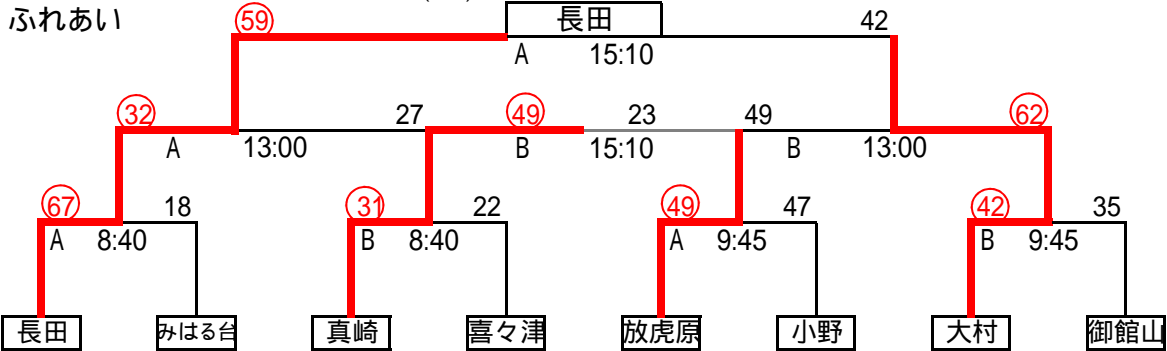 ふれあい
59 長田 42
A 15:10
32 27 49 23 49 62
A 13:00 B 15:10 B 13:00
67 18 31 22 49 47 42 35
A 8:40 B 8:40 A 9:45 B 9:45
長田 みはる台 真崎 喜々津 放虎原 小野 大村 御館山